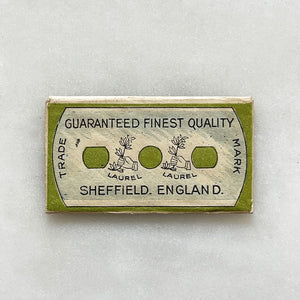 GUARANTEED FINEST QUALITY
TRADE
MARK
LAUREL LAUREL
SHEFFIELD. ENGLAND.